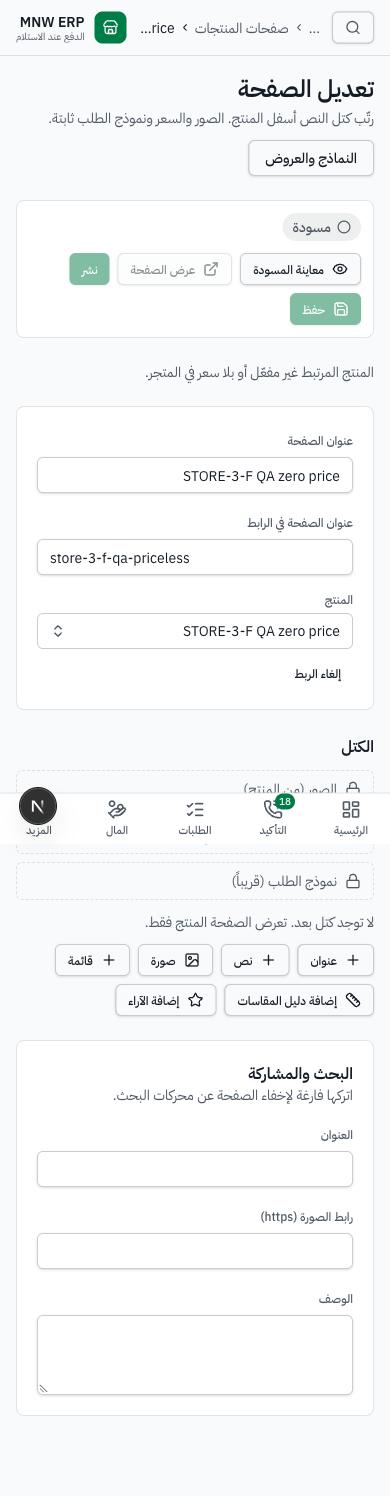 ... › صفحات المنتجات › ...rice
MNW ERP
الدفع عند الاستلام
تعديل الصفحة
رتّب كتل النص أسفل المنتج. الصور والسعر ونموذج الطلب ثابتة.
النماذج والعروض
مسودة
معاينة المسودة
عرض الصفحة
نشر
حفظ
المنتج المرتبط غير مفعّل أو بلا سعر في المتجر.
عنوان الصفحة
STORE-3-F QA zero price
عنوان الصفحة في الرابط
store-3-f-qa-priceless
المنتج
STORE-3-F QA zero price
إلغاء الربط
الكتل
الصور (من المنتج)
الرئيسية
18
التأكيد
الطلبات
المال
المزيد
N
نموذج الطلب (قريباً)
لا توجد كتل بعد. تعرض الصفحة المنتج فقط.
عنوان
نص
صورة
قائمة
إضافة دليل المقاسات
إضافة الآراء
البحث والمشاركة
اتركها فارغة لإخفاء الصفحة عن محركات البحث.
العنوان
رابط الصورة (https)
الوصف